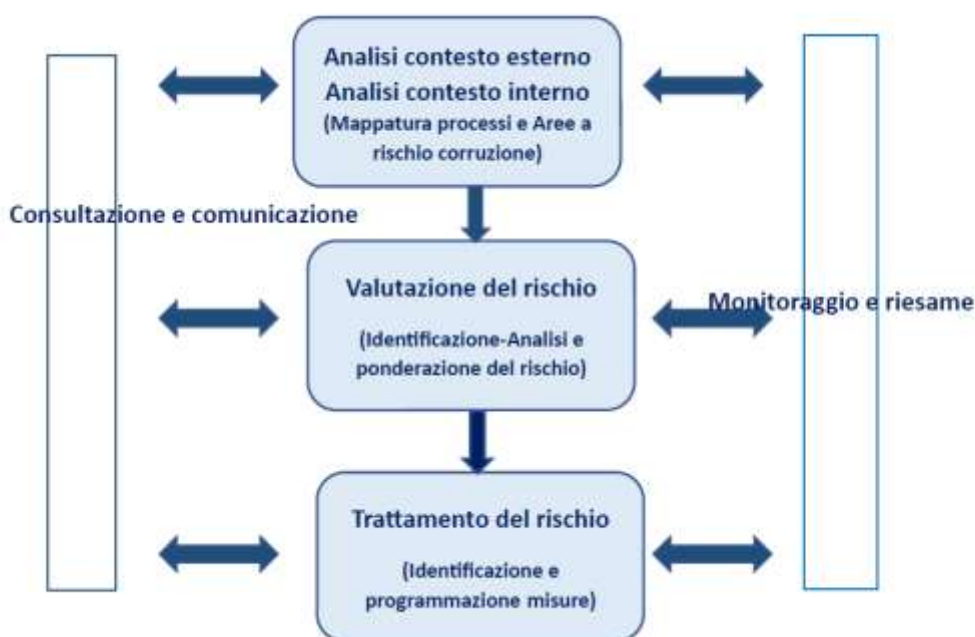 Analisi contesto esterno
Analisi contesto interno
(Mappatura processi e Aree a
rischio corruzione)
Consultazione e comunicazione
Valutazione del rischio
(Identificazione-Analisi e
ponderazione del rischio)
Monitoraggio e riesame
Trattamento del rischio
(Identificazione e
programmazione misure)